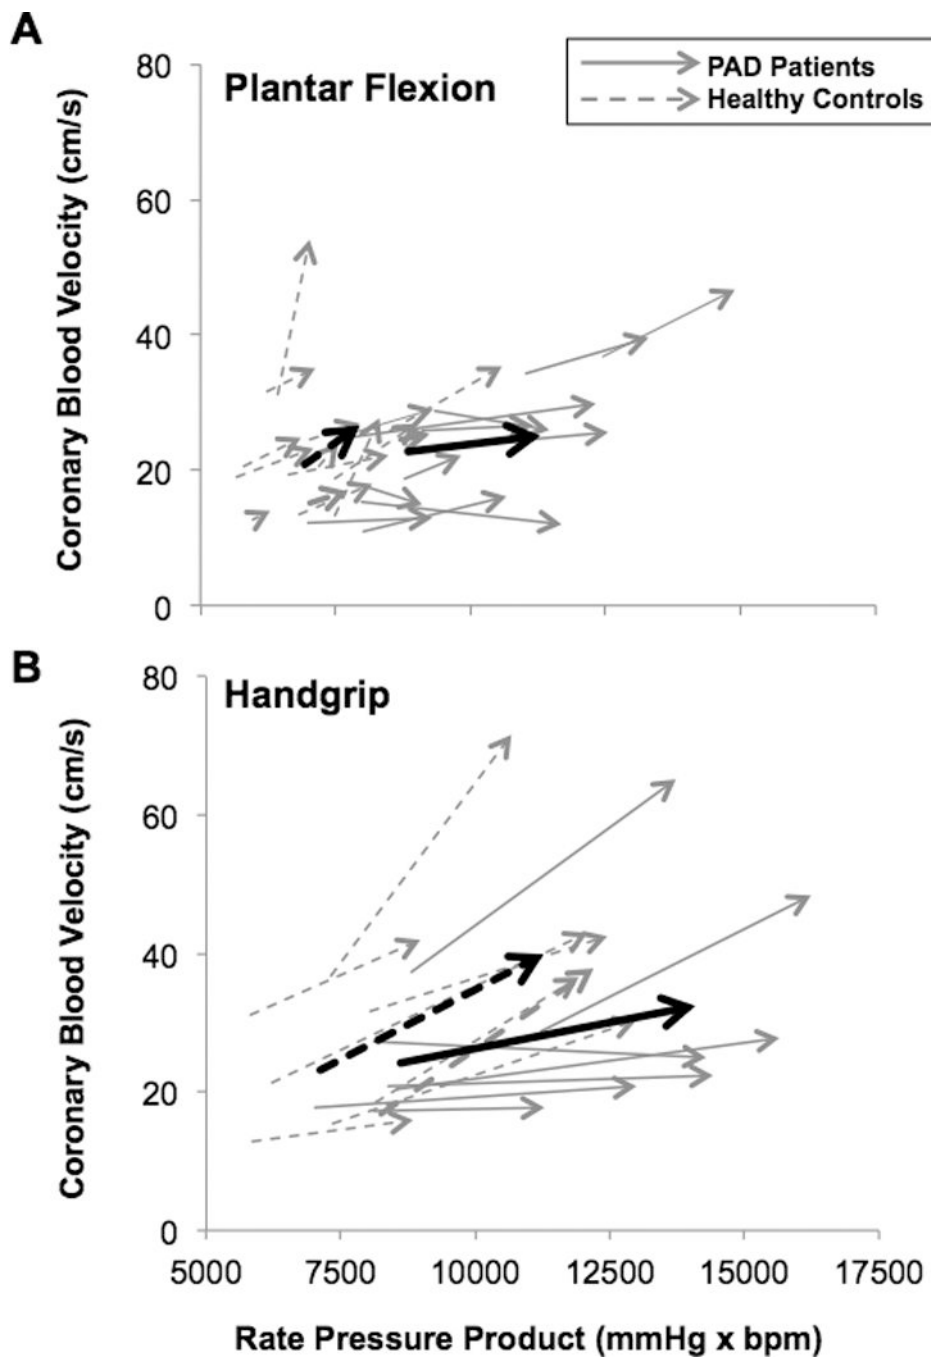 A
Plantar Flexion
PAD Patients
Healthy Controls
Coronary Blood Velocity (cm/s)
80
60
40
20
0
B
Handgrip
Coronary Blood Velocity (cm/s)
80
60
40
20
0
5000 7500 10000 12500 15000 17500
Rate Pressure Product (mmHg x bpm)